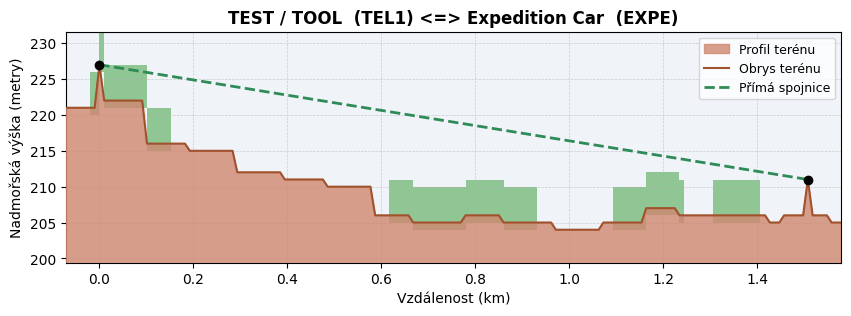 TEST / TOOL  (TEL1) <=> Expedition Car  (EXPE)
Nadmořská výška (metry)
230
225
220
215
210
205
200
Profil terénu
Obrys terénu
Přímá spojnice
0.0 0.2 0.4 0.6 0.8 1.0 1.2 1.4
Vzdálenost (km)